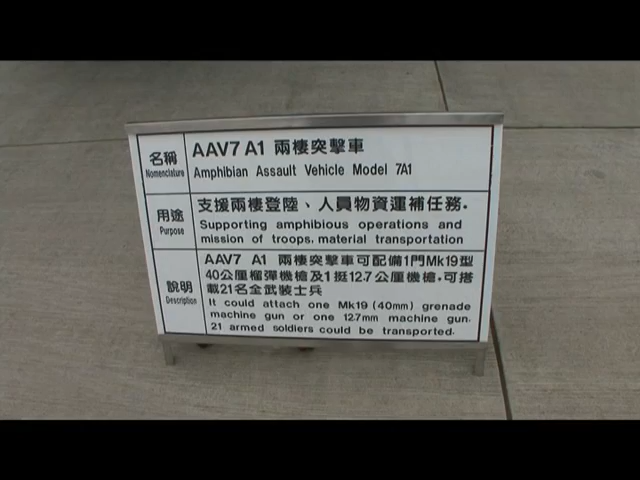 名稱
Nomenclature
AAV7 A1 兩棲突擊車
Amphibian Assault Vehicle Model 7A1
用途
Purpose
支援兩棲登陸、人員物資運補任務。
Supporting amphibious operations and
mission of troops, material transportation
說明
Description
AAV7 A1 兩棲突擊車可配備1門Mk19型
40公厘榴彈機槍及1挺12.7公厘機槍，可搭
載21名全武裝士兵
It could attach one Mk19 (40mm) grenade
machine gun or one 12.7mm machine gun.
21 armed soldiers could be transported.